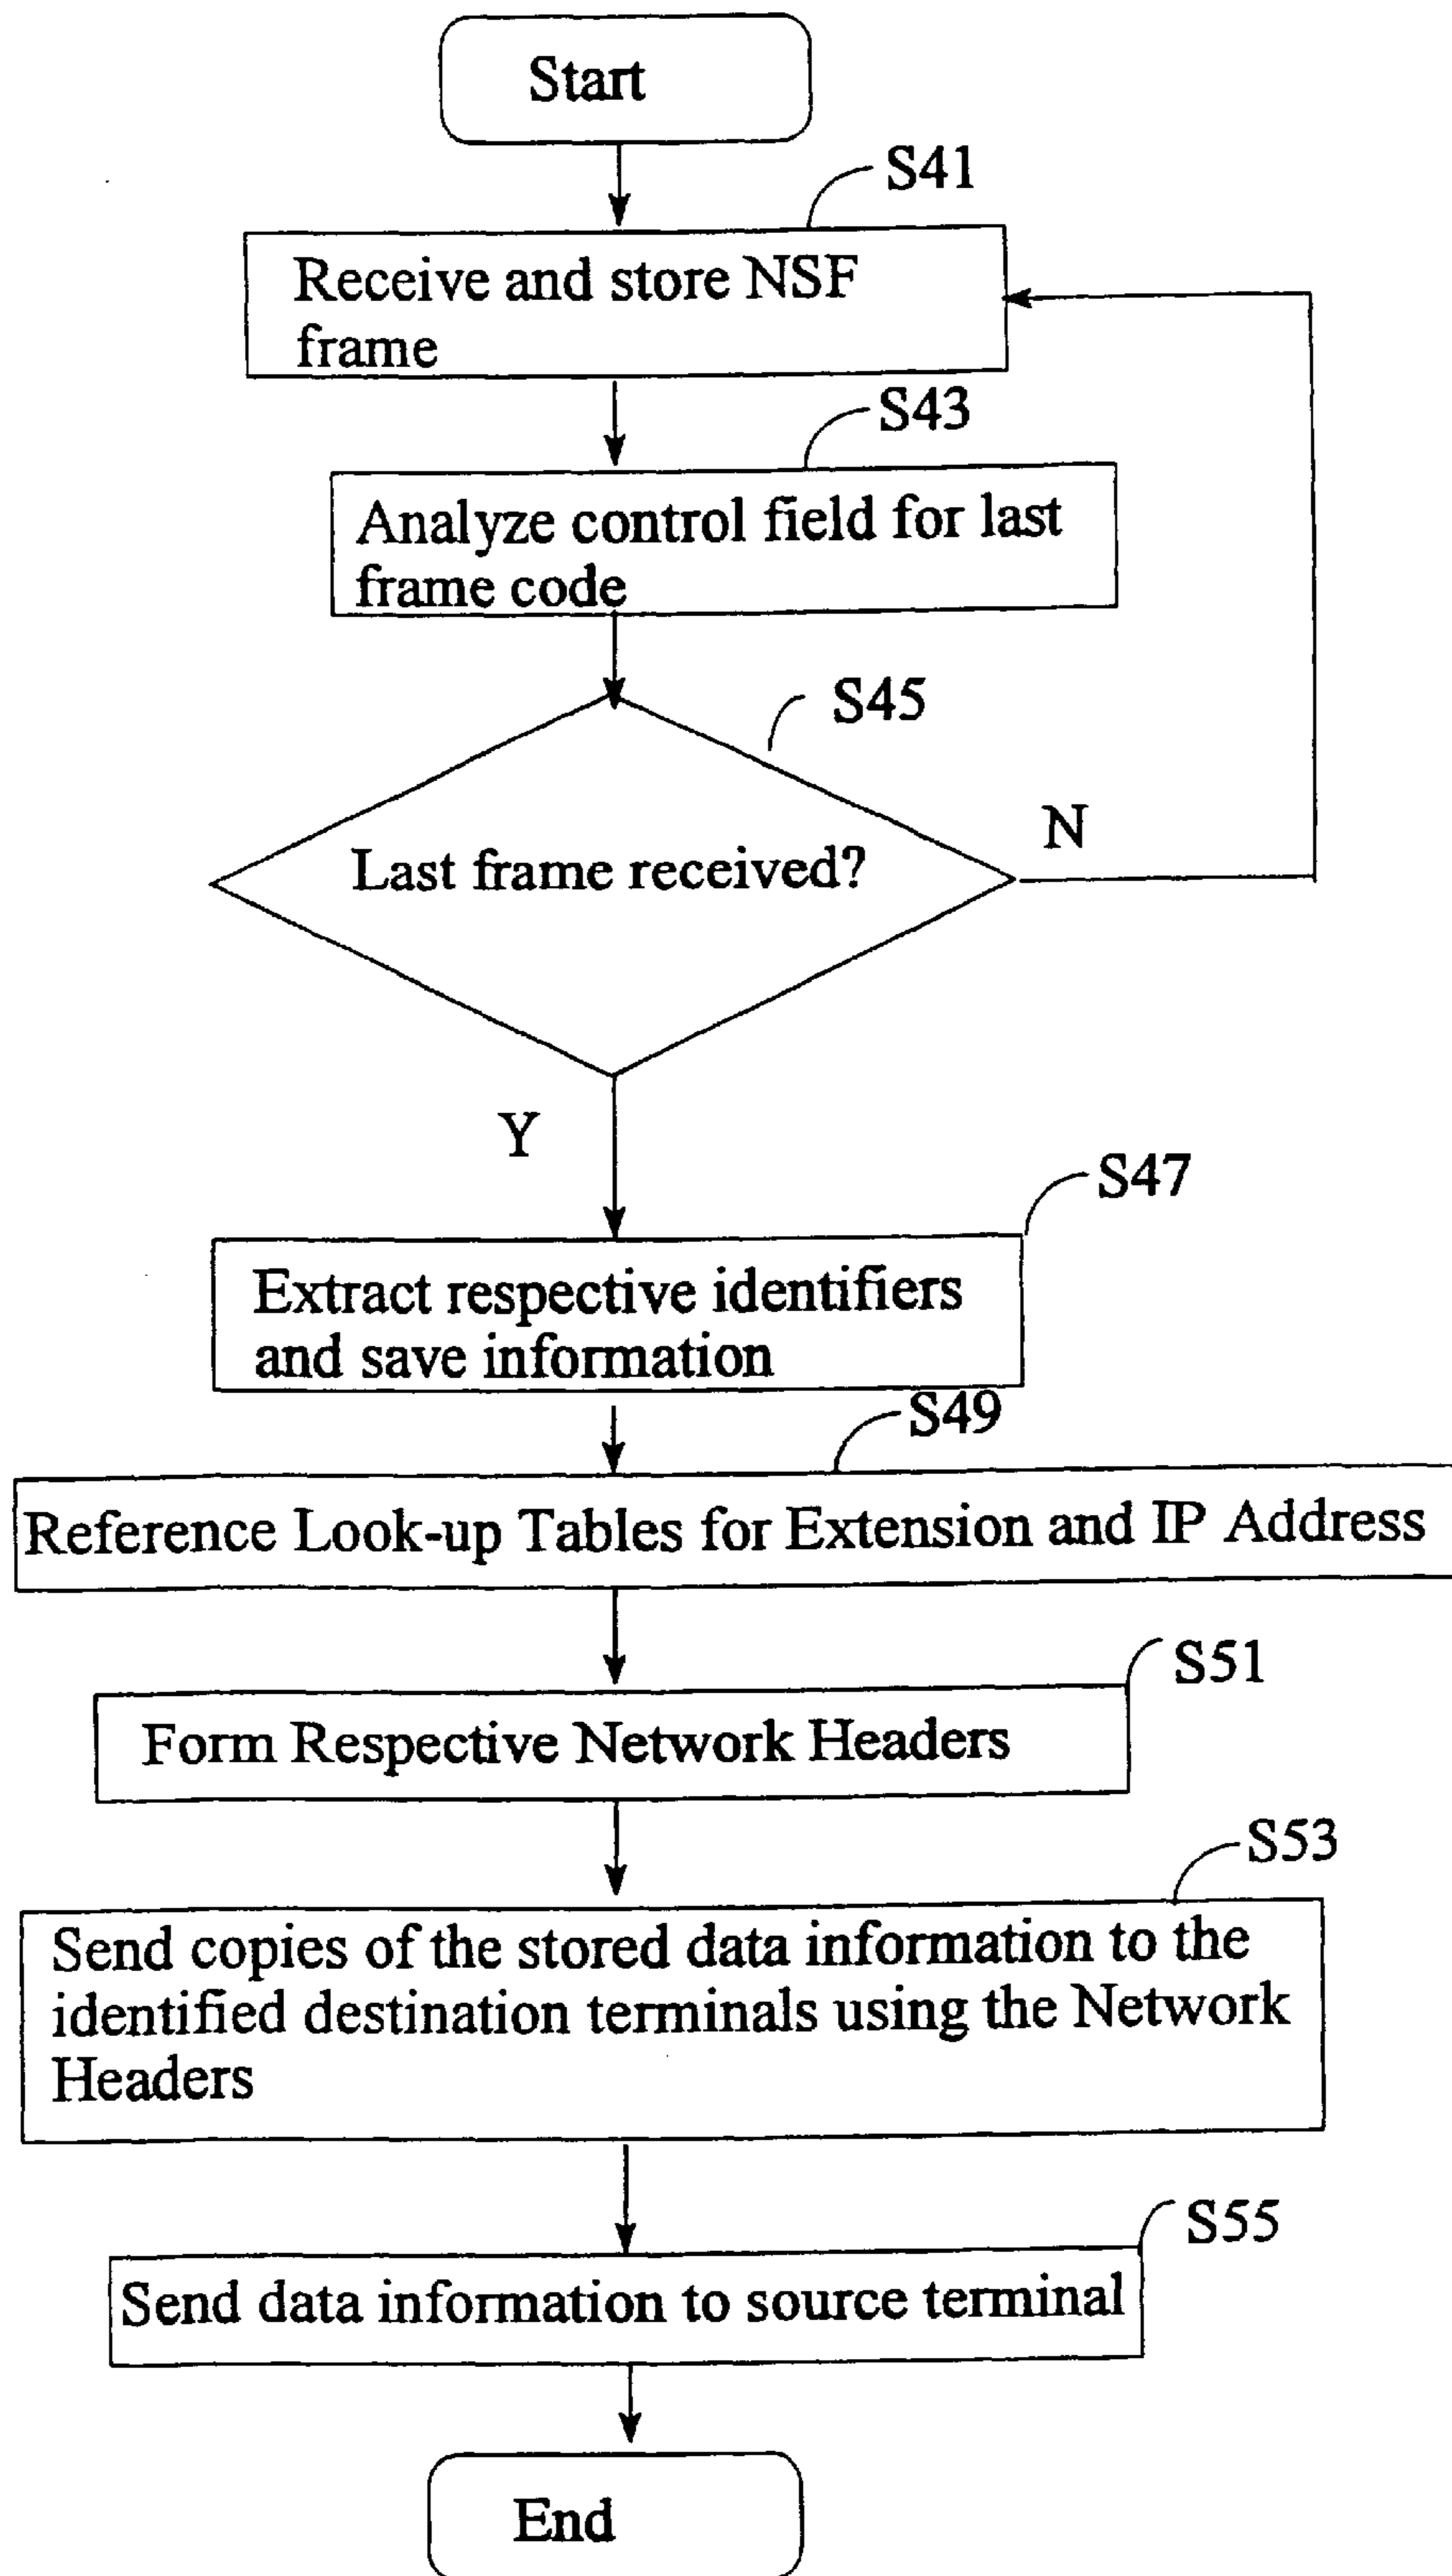 Start
S41
Receive and store NSF
frame
S43
Analyze control field for last
frame code
S45
Last frame received?
N
Y
S47
Extract respective identifiers
and save information
S49
Reference Look-up Tables for Extension and IP Address
S51
Form Respective Network Headers
S53
Send copies of the stored data information to the
identified destination terminals using the Network
Headers
S55
Send data information to source terminal
End